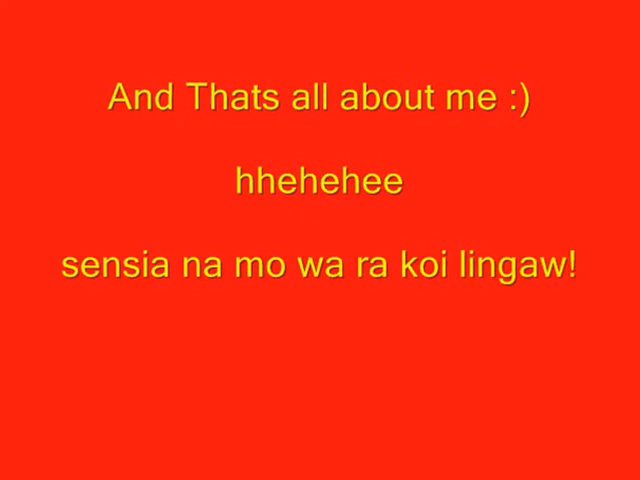 And Thats all about me :)
hhehehee
sensia na mo wa ra koi lingaw!